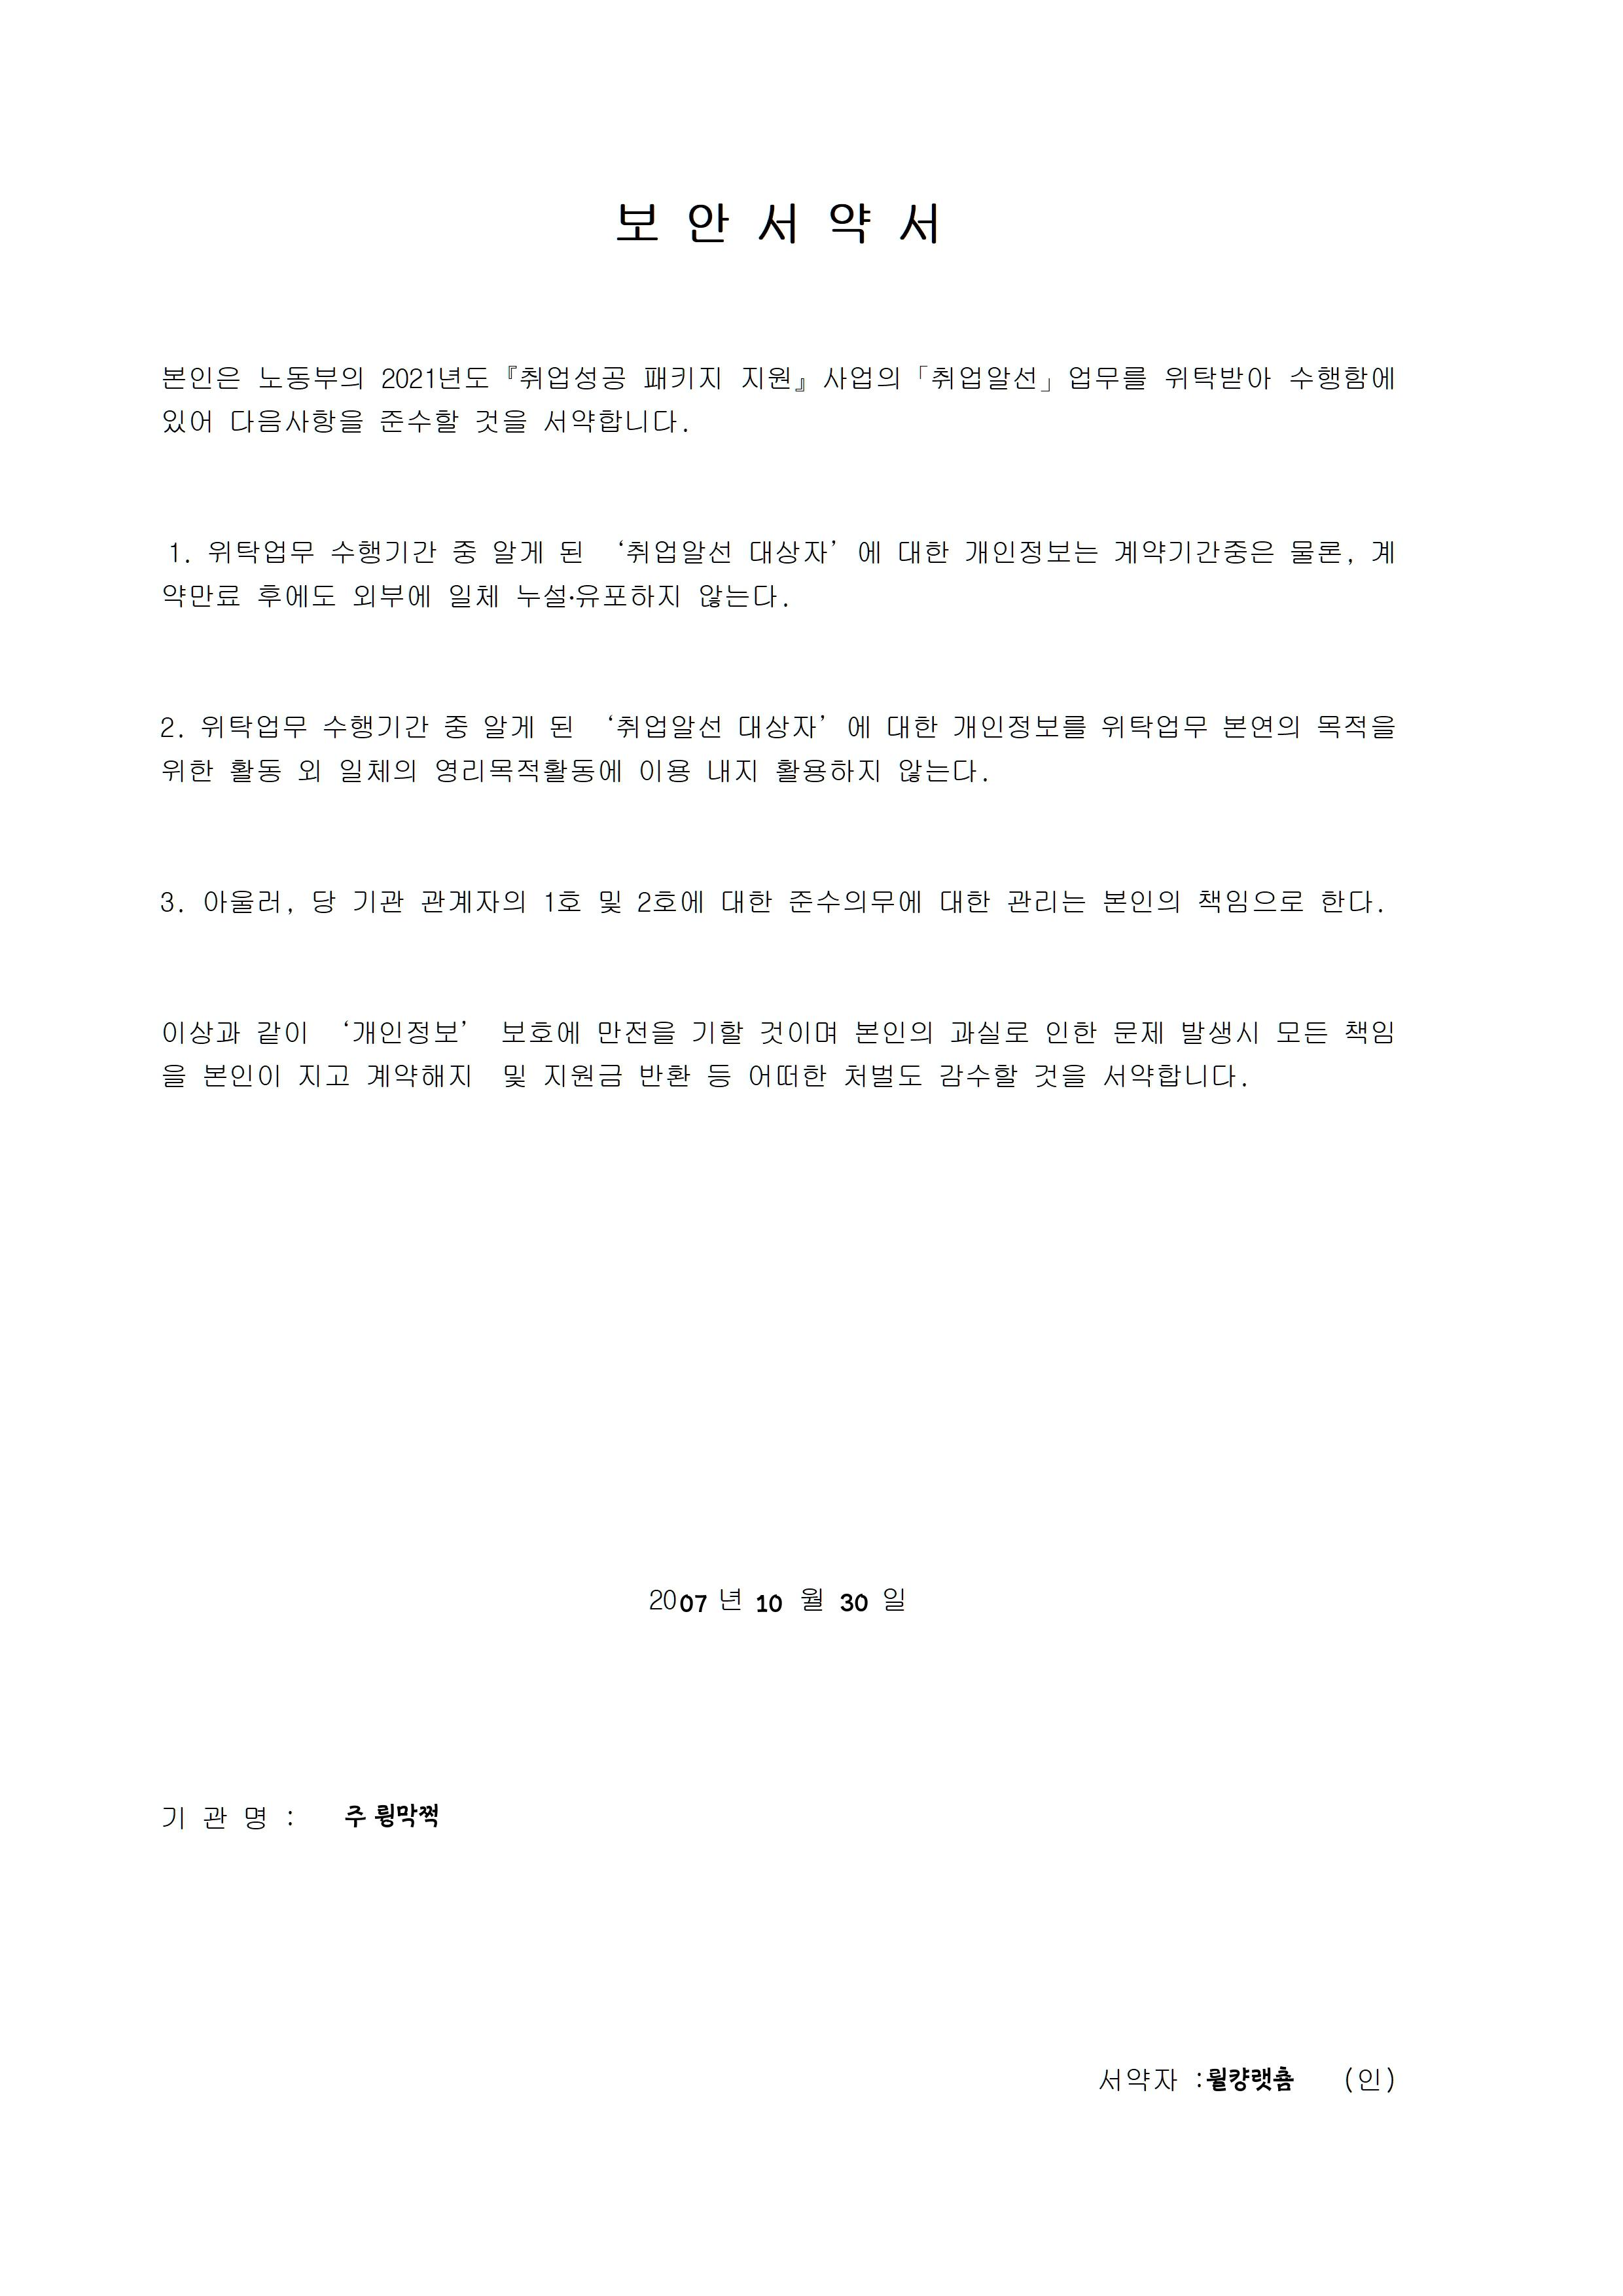 보 안 서 약 서
본인은 노동부의 2021년도『취업성공 패키지 지원』사업의「취업알선」업무를 위탁받아 수행함에
있어 다음사항을 준수할 것을 서약합니다.
1. 위탁업무 수행기간 중 알게 된 ‘취업알선 대상자’에 대한 개인정보는 계약기간중은 물론, 계
약만료 후에도 외부에 일체 누설·유포하지 않는다.
2. 위탁업무 수행기간 중 알게 된 ‘취업알선 대상자’에 대한 개인정보를 위탁업무 본연의 목적을
위한 활동 외 일체의 영리목적활동에 이용 내지 활용하지 않는다.
3. 아울러, 당 기관 관계자의 1호 및 2호에 대한 준수의무에 대한 관리는 본인의 책임으로 한다.
이상과 같이 ‘개인정보’ 보호에 만전을 기할 것이며 본인의 과실로 인한 문제 발생시 모든 책임
을 본인이 지고 계약해지 및 지원금 반환 등 어떠한 처벌도 감수할 것을 서약합니다.
2007 년 10 월 30 일
기 관 명 : 주
서약자 : (인)